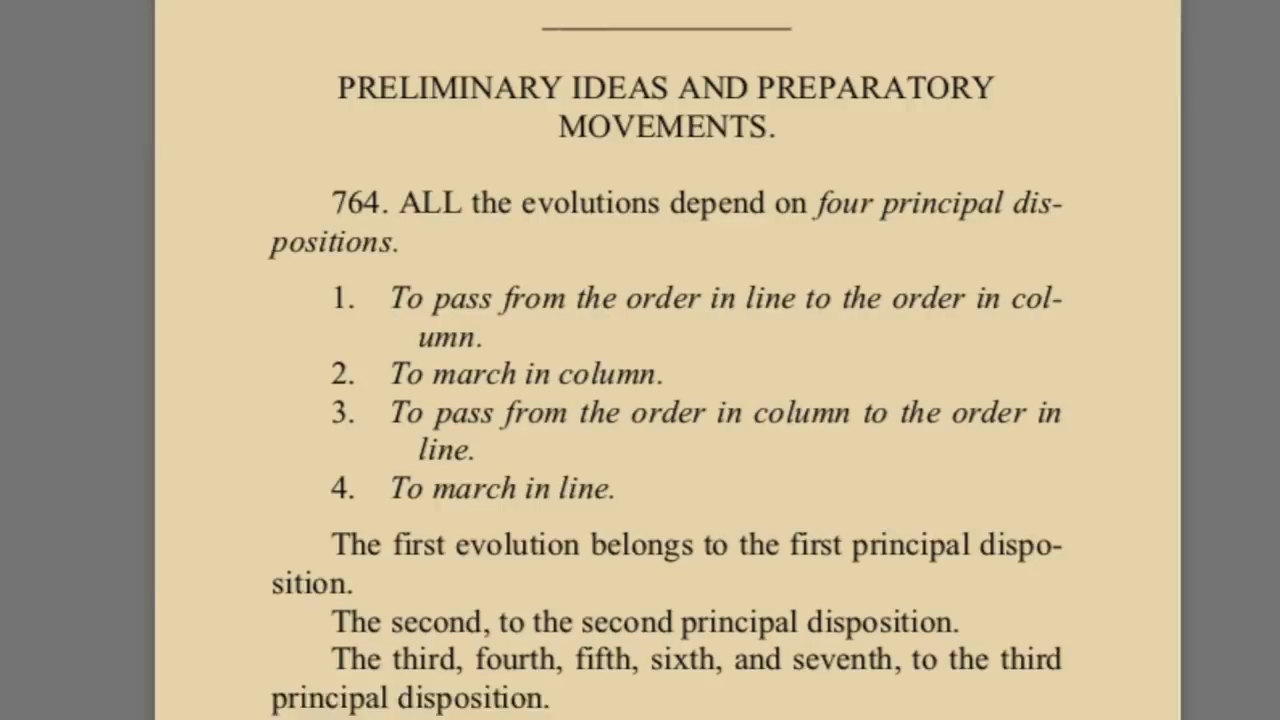 PRELIMINARY IDEAS AND PREPARATORY
MOVEMENTS.
764. ALL the evolutions depend on four principal dis-
positions.
1. To pass from the order in line to the order in col-
umn.
2. To march in column.
3. To pass from the order in column to the order in
line.
4. To march in line.
The first evolution belongs to the first principal dispo-
sition.
The second, to the second principal disposition.
The third, fourth, fifth, sixth, and seventh, to the third
principal disposition.